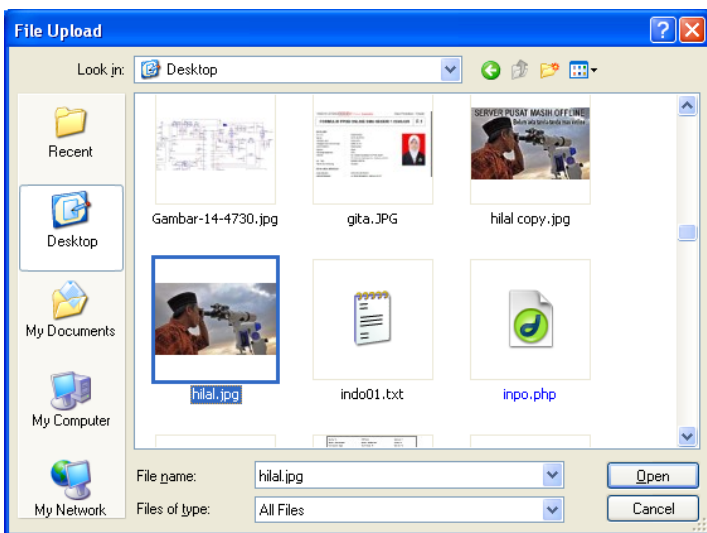 File Upload
Look in:
Desktop
Recent
Desktop
My Documents
My Computer
My Network
SERVER PUSAT MASIH OFFLINE
Gambar-14-4730.jpg
gita.JPG
hilal copy.jpg
hilal.jpg
indo01.txt
inpo.php
File name:
hilal.jpg
Open
Files of type:
All Files
Cancel